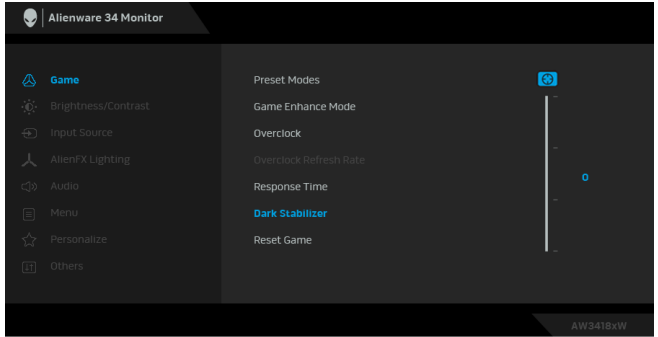 Alienware 34 Monitor
Game
Brightness/Contrast
Input Source
AlienFX Lighting
Audio
Menu
Personalize
Others
Preset Modes
Game Enhance Mode
Overclock
Overclock Refresh Rate
Response Time
Dark Stabilizer
Reset Game
0
AW3418xW